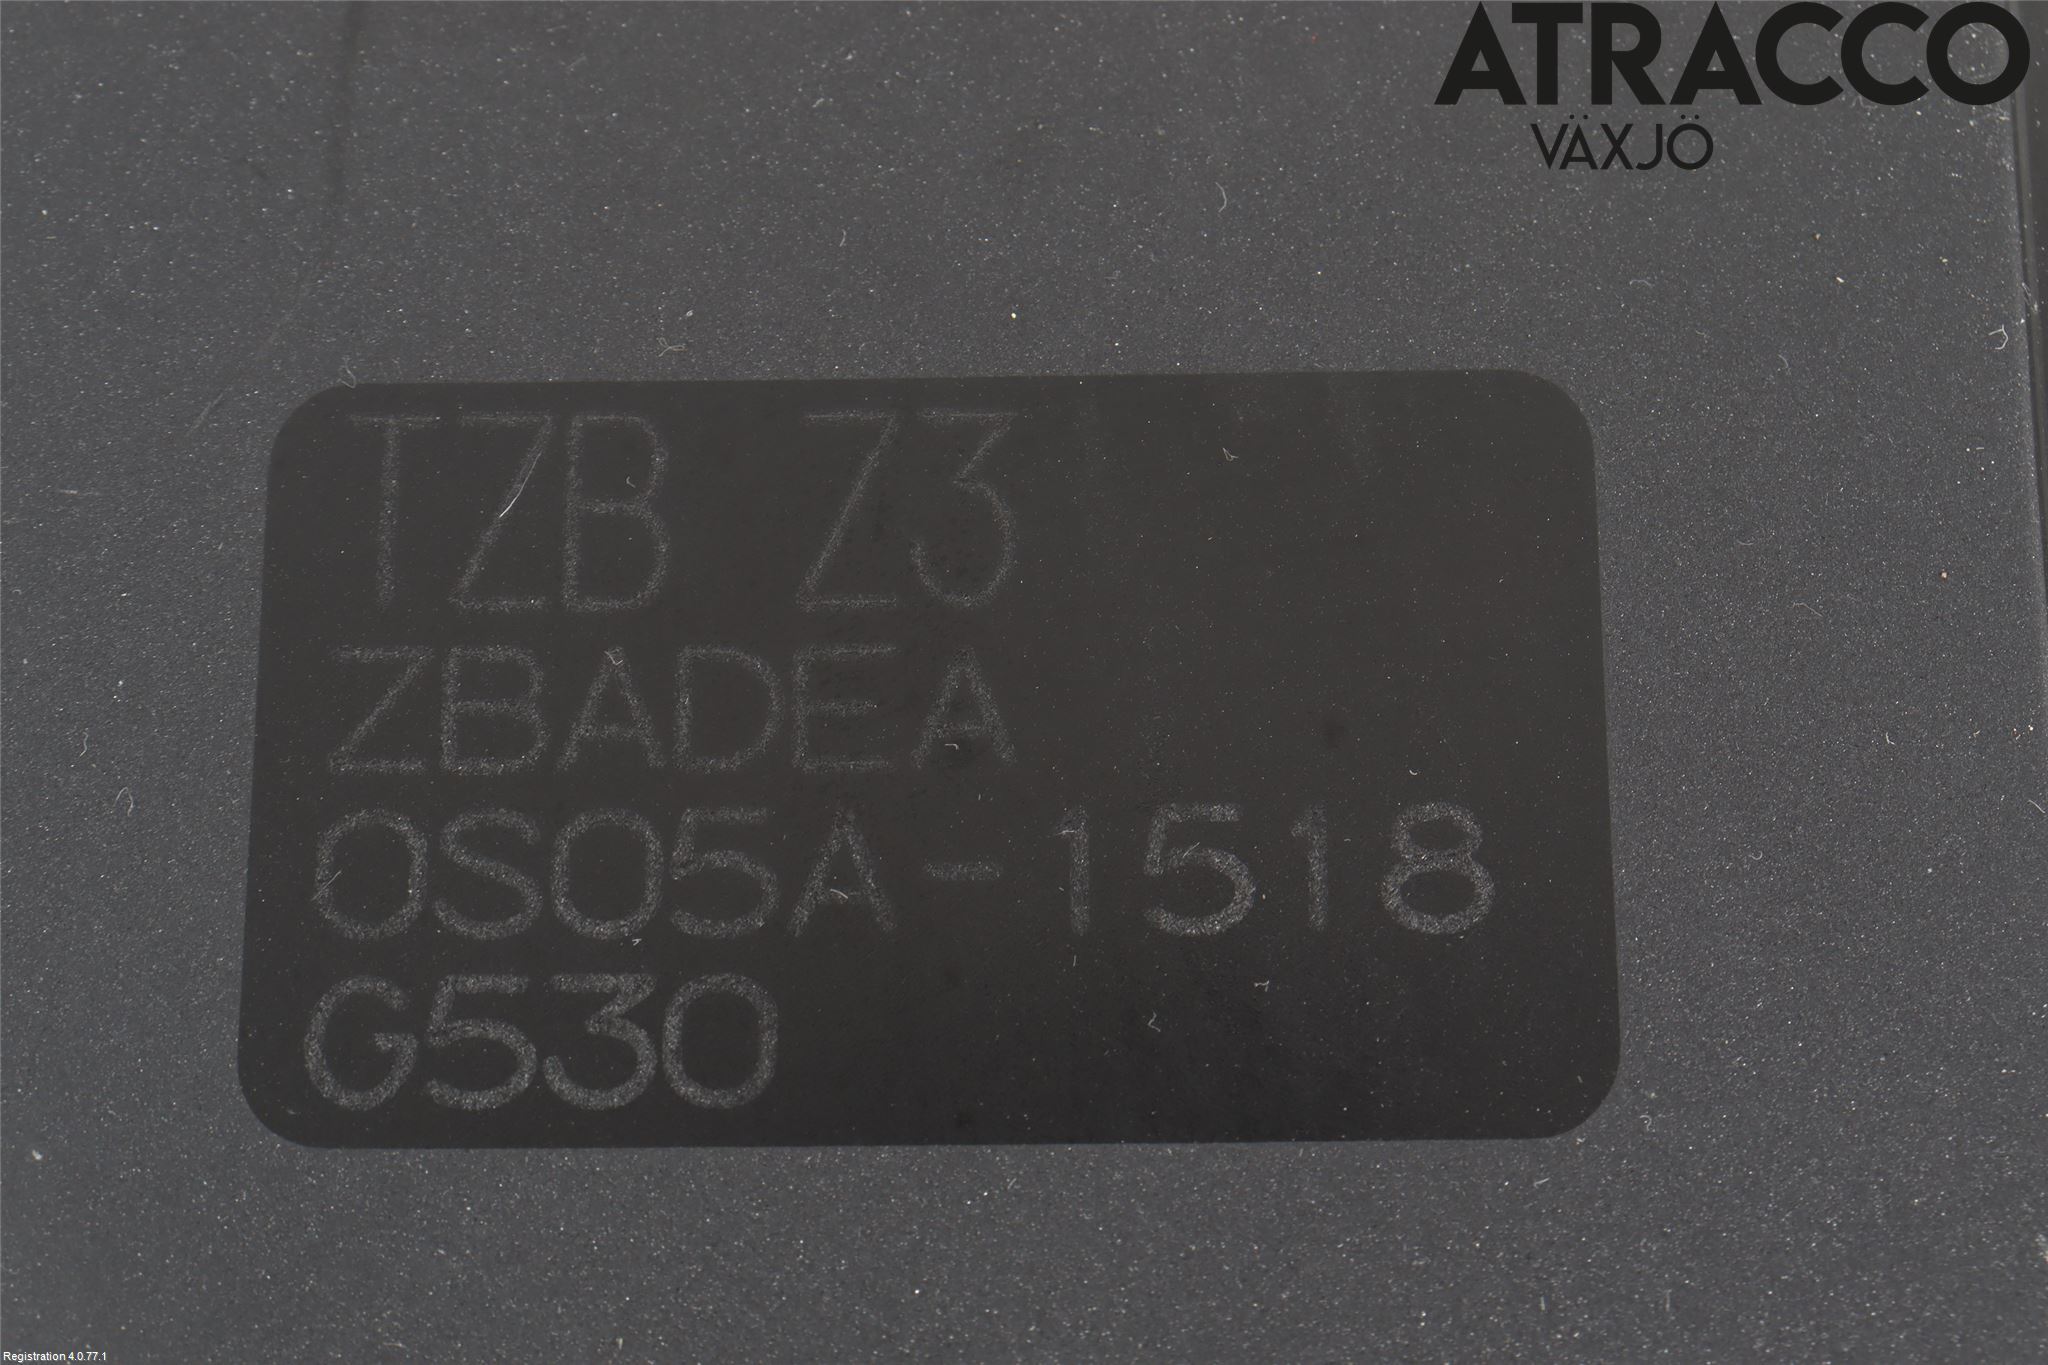 ATRACCO
VÄXJÖ
TZB Z3
ZBADEA
0S05A-1518
G530
Registration 4.0.77.1